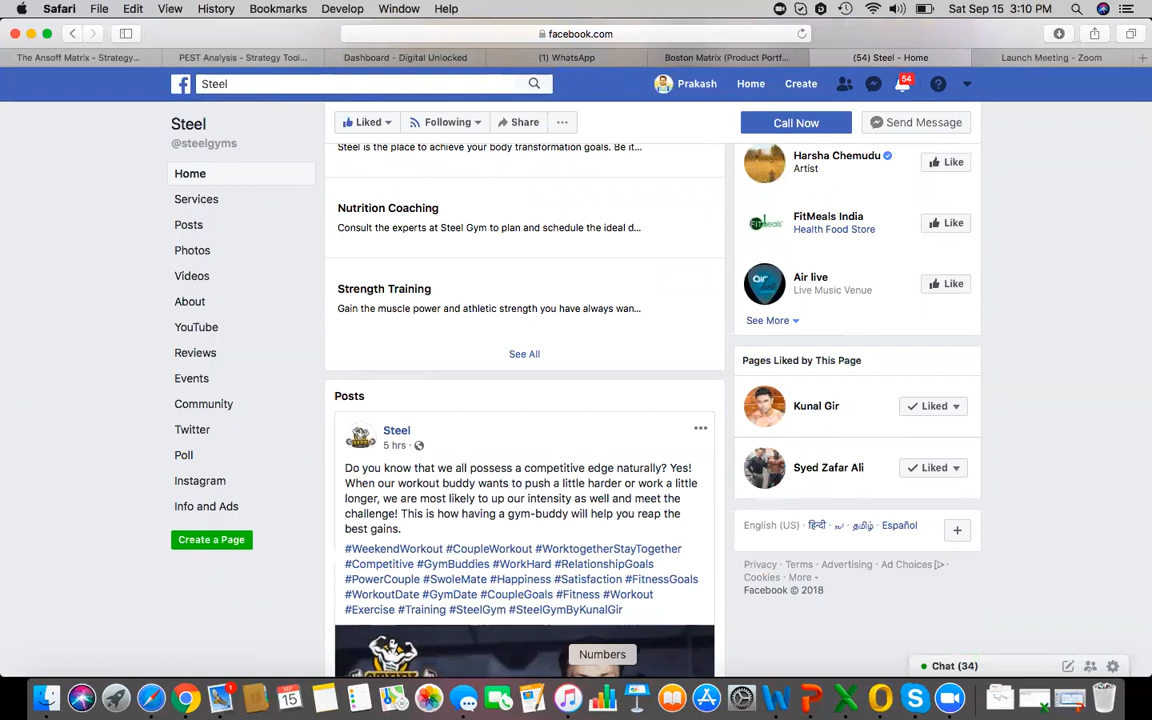 Safari File Edit View History Bookmarks Develop Window Help Sat Sep 15 3:10 PM
facebook.com
The Ansoff Matrix - Strategy... PEST Analysis - Strategy Tool... Dashboard - Digital Unlocked (1) WhatsApp Boston Matrix (Product Portf... (54) Steel - Home Launch Meeting - Zoom
Steel Prakash Home Create 54
Steel
@steelgyms
Home
Services
Posts
Photos
Videos
About
YouTube
Reviews
Events
Community
Twitter
Poll
Instagram
Info and Ads
Create a Page
Liked Following Share Call Now Send Message
Steel is the place to achieve your body transformation goals. Be it...
Nutrition Coaching
Consult the experts at Steel Gym to plan and schedule the ideal d...
Strength Training
Gain the muscle power and athletic strength you have always wan...
See All
Posts
Steel
5 hrs
Do you know that we all possess a competitive edge naturally? Yes!
When our workout buddy wants to push a little harder or work a little
longer, we are most likely to up our intensity as well and meet the
challenge! This is how having a gym-buddy will help you reap the
best gains.
#WeekendWorkout #CoupleWorkout #WorktogetherStayTogether
#Competitive #GymBuddies #WorkHard #RelationshipGoals
#PowerCouple #SwoleMate #Happiness #Satisfaction #FitnessGoals
#WorkoutDate #GymDate #CoupleGoals #Fitness #Workout
#Exercise #Training #SteelGym #SteelGymByKunalGir
Numbers
Harsha Chemudu
Artist
Like
FitMeals India
Health Food Store
Like
Air live
Live Music Venue
Like
See More
Pages Liked by This Page
Kunal Gir
Liked
Syed Zafar Ali
Liked
English (US) · हिन्दी · اردو · தமிழ் · Español
Privacy · Terms · Advertising · Ad Choices
Cookies · More
Facebook © 2018
Chat (34)